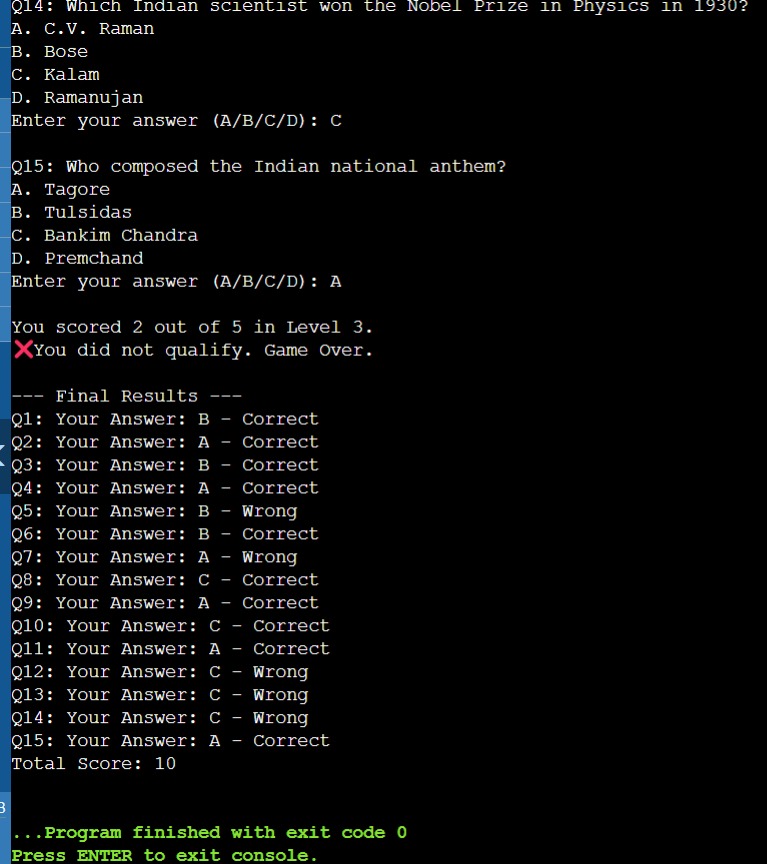 Q14: Which Indian scientist won the Nobel Prize in Physics in 1930?
A. C.V. Raman
B. Bose
C. Kalam
D. Ramanujan
Enter your answer (A/B/C/D): C
Q15: Who composed the Indian national anthem?
A. Tagore
B. Tulsidas
C. Bankim Chandra
D. Premchand
Enter your answer (A/B/C/D): A
You scored 2 out of 5 in Level 3.
❌You did not qualify. Game Over.
--- Final Results ---
Q1: Your Answer: B - Correct
Q2: Your Answer: A - Correct
Q3: Your Answer: B - Correct
Q4: Your Answer: A - Correct
Q5: Your Answer: B - Wrong
Q6: Your Answer: B - Correct
Q7: Your Answer: A - Wrong
Q8: Your Answer: C - Correct
Q9: Your Answer: A - Correct
Q10: Your Answer: C - Correct
Q11: Your Answer: A - Correct
Q12: Your Answer: C - Wrong
Q13: Your Answer: C - Wrong
Q14: Your Answer: C - Wrong
Q15: Your Answer: A - Correct
Total Score: 10
...Program finished with exit code 0
Press ENTER to exit console.